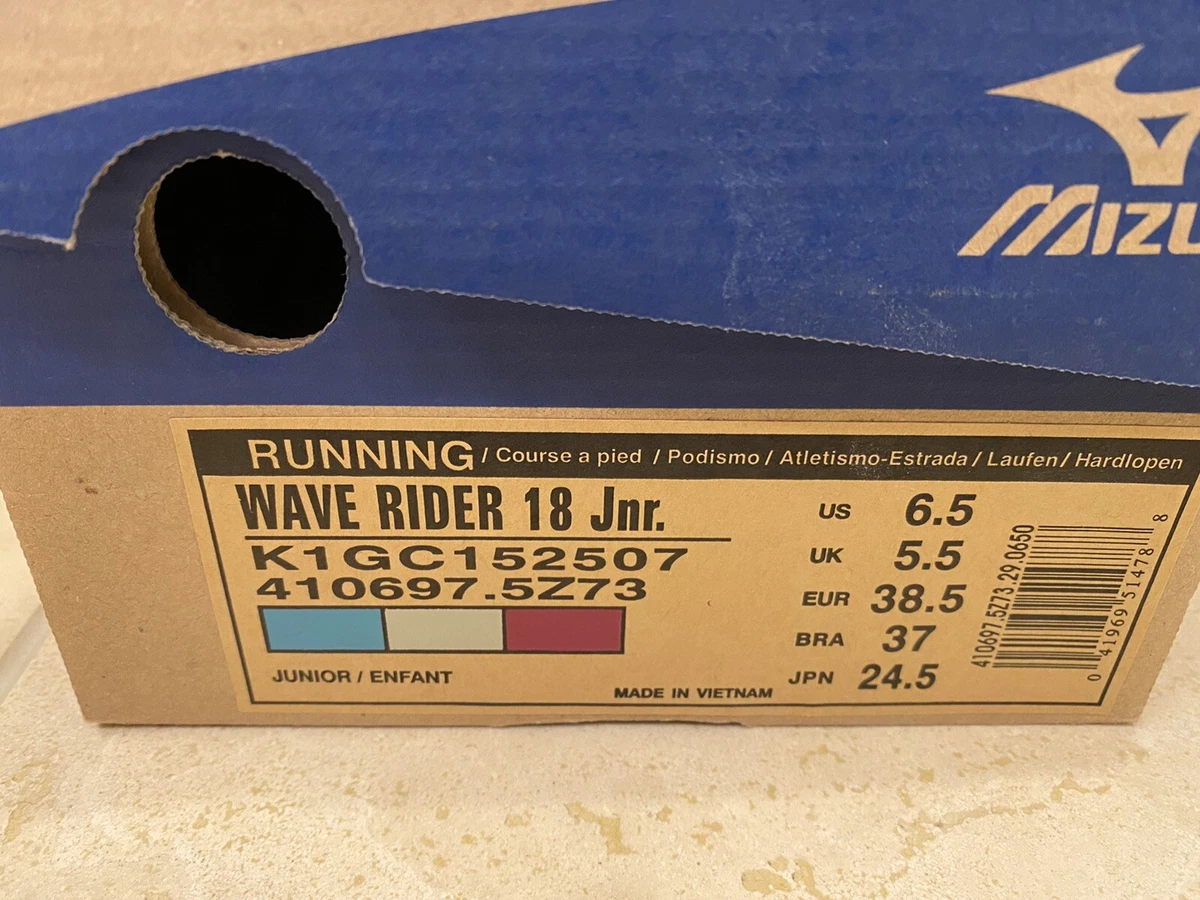 MIZU
RUNNING / Course a pied / Podismo / Atletismo-Estrada / Laufen / Hardlopen
WAVE RIDER 18 Jnr.
K1GC152507
410697.5Z73
JUNIOR / ENFANT
MADE IN VIETNAM
US 6.5
UK 5.5
EUR 38.5
BRA 37
JPN 24.5
410697.5Z73.29.0650
0 41969 51478 8